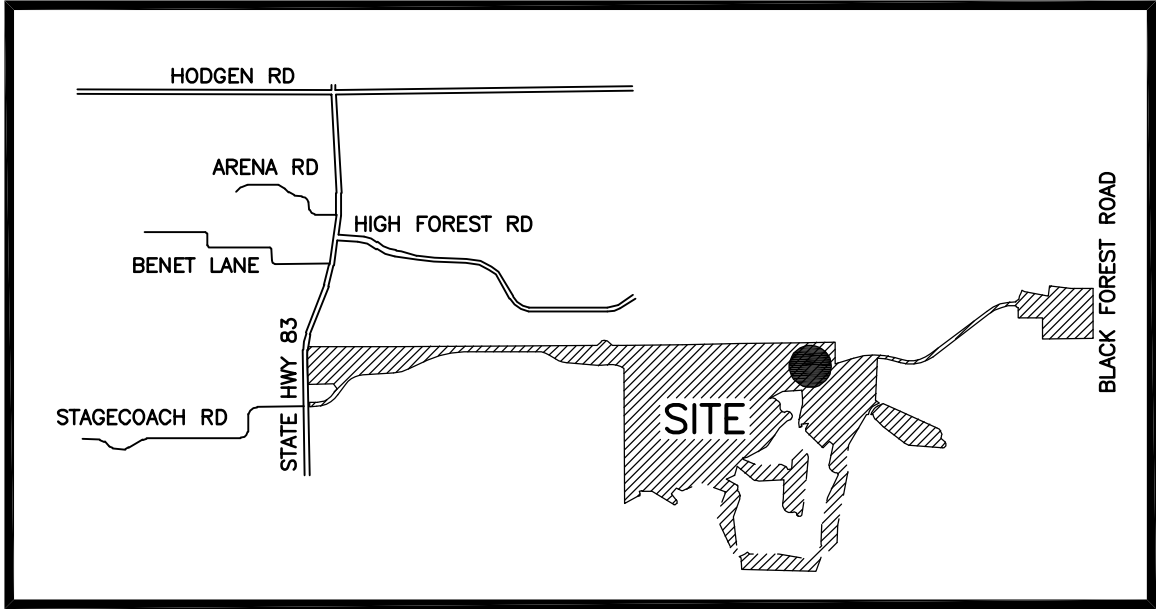 HODGEN RD
ARENA RD
HIGH FOREST RD
BENET LANE
STATE HWY 83
STAGECOACH RD
SITE
BLACK FOREST ROAD